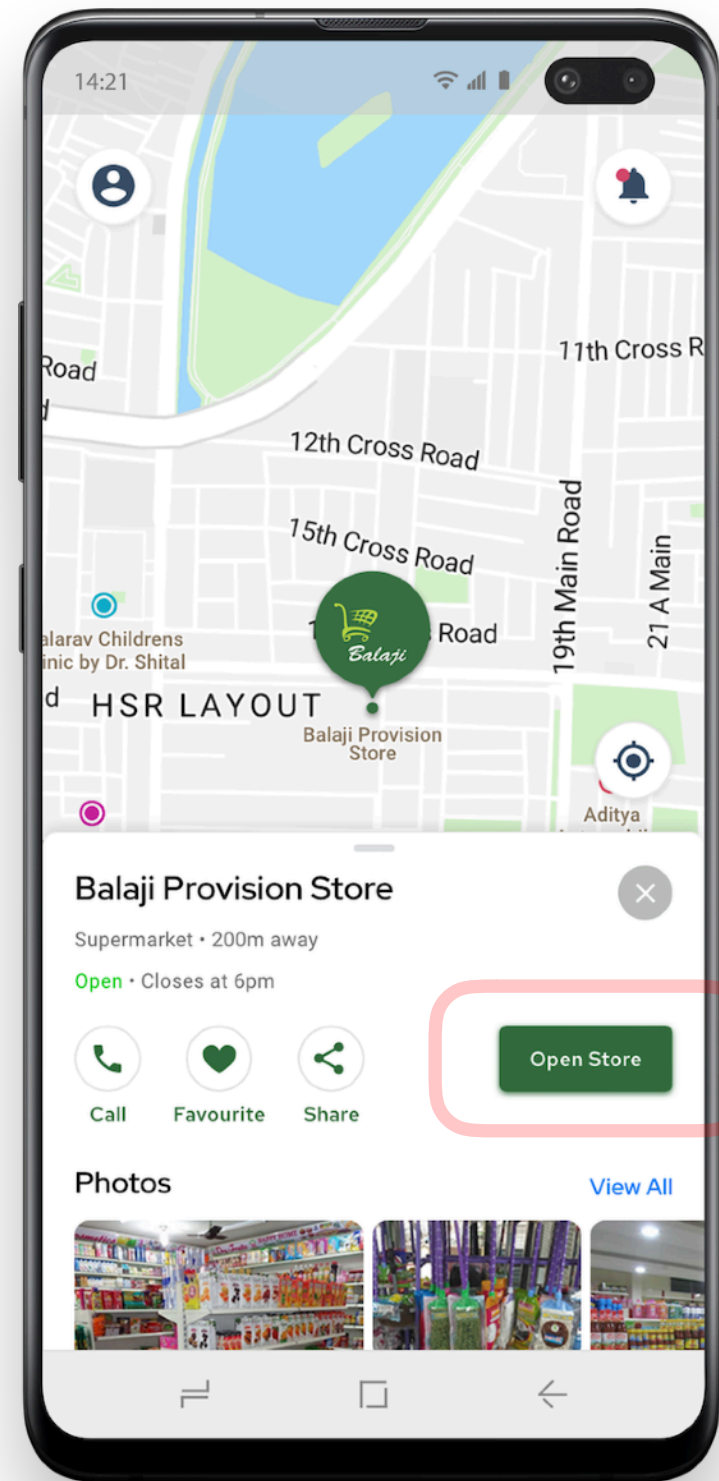 14:21
Road
11th Cross R
12th Cross Road
15th Cross Road
19th Main Road
21 A Main
alarav Childrens
inic by Dr. Shital
Road
Balaji
d
HSR LAYOUT
Balaji Provision
Store
Aditya
Balaji Provision Store
Supermarket • 200m away
Open • Closes at 6pm
Open Store
Call
Favourite
Share
Photos
View All